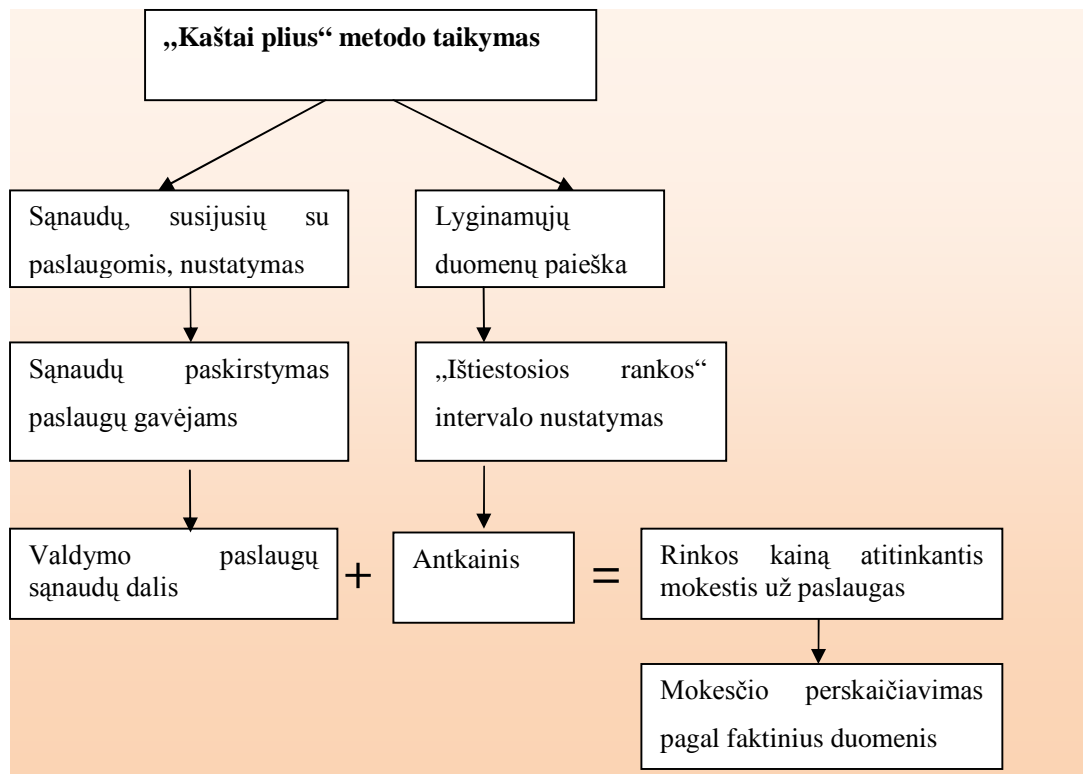 „Kaštai plius“ metodo taikymas
Sąnaudų, susijusių su
paslaugomis, nustatymas
Lyginamųjų
duomenų paieška
Sąnaudų paskirstymas
paslaugų gavėjams
„Ištiestosios rankos“
intervalo nustatymas
Valdymo paslaugų
sąnaudų dalis
+
Antkainis
=
Rinkos kainą atitinkantis
mokestis už paslaugas
Mokesčio perskaičiavimas
pagal faktinius duomenis